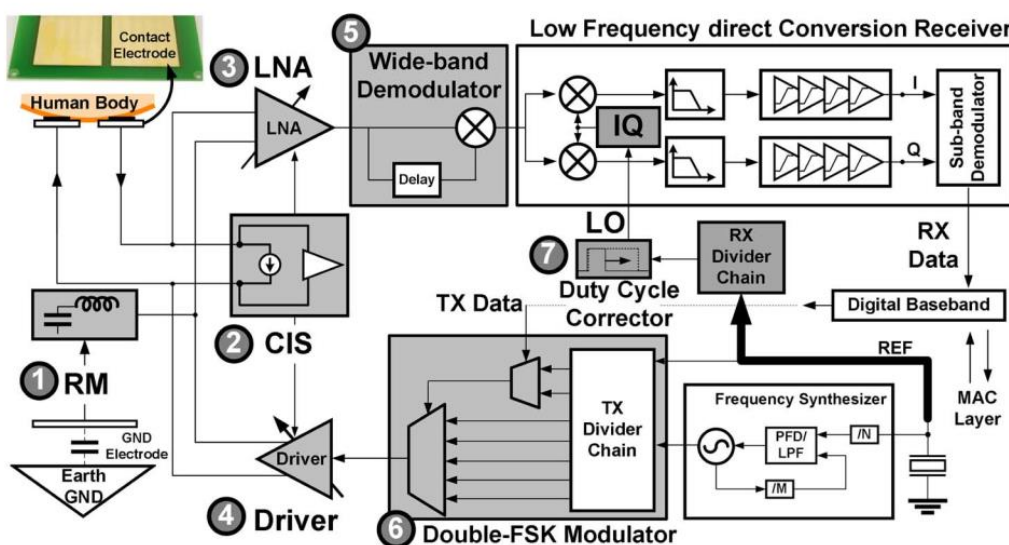 Contact
Electrode
Human Body
3 LNA
LNA
5
Wide-band
Demodulator
Delay
Low Frequency direct Conversion Receiver
IQ
I
Q
Sub-band
Demodulator
LO
7
Duty Cycle
Corrector
RX
Divider
Chain
RX
Data
Digital Baseband
MAC
Layer
TX Data
REF
2 CIS
1 RM
GND
Electrode
Earth
GND
Driver
4 Driver
TX
Divider
Chain
6 Double-FSK Modulator
Frequency Synthesizer
PFD/
LPF
/N
/M